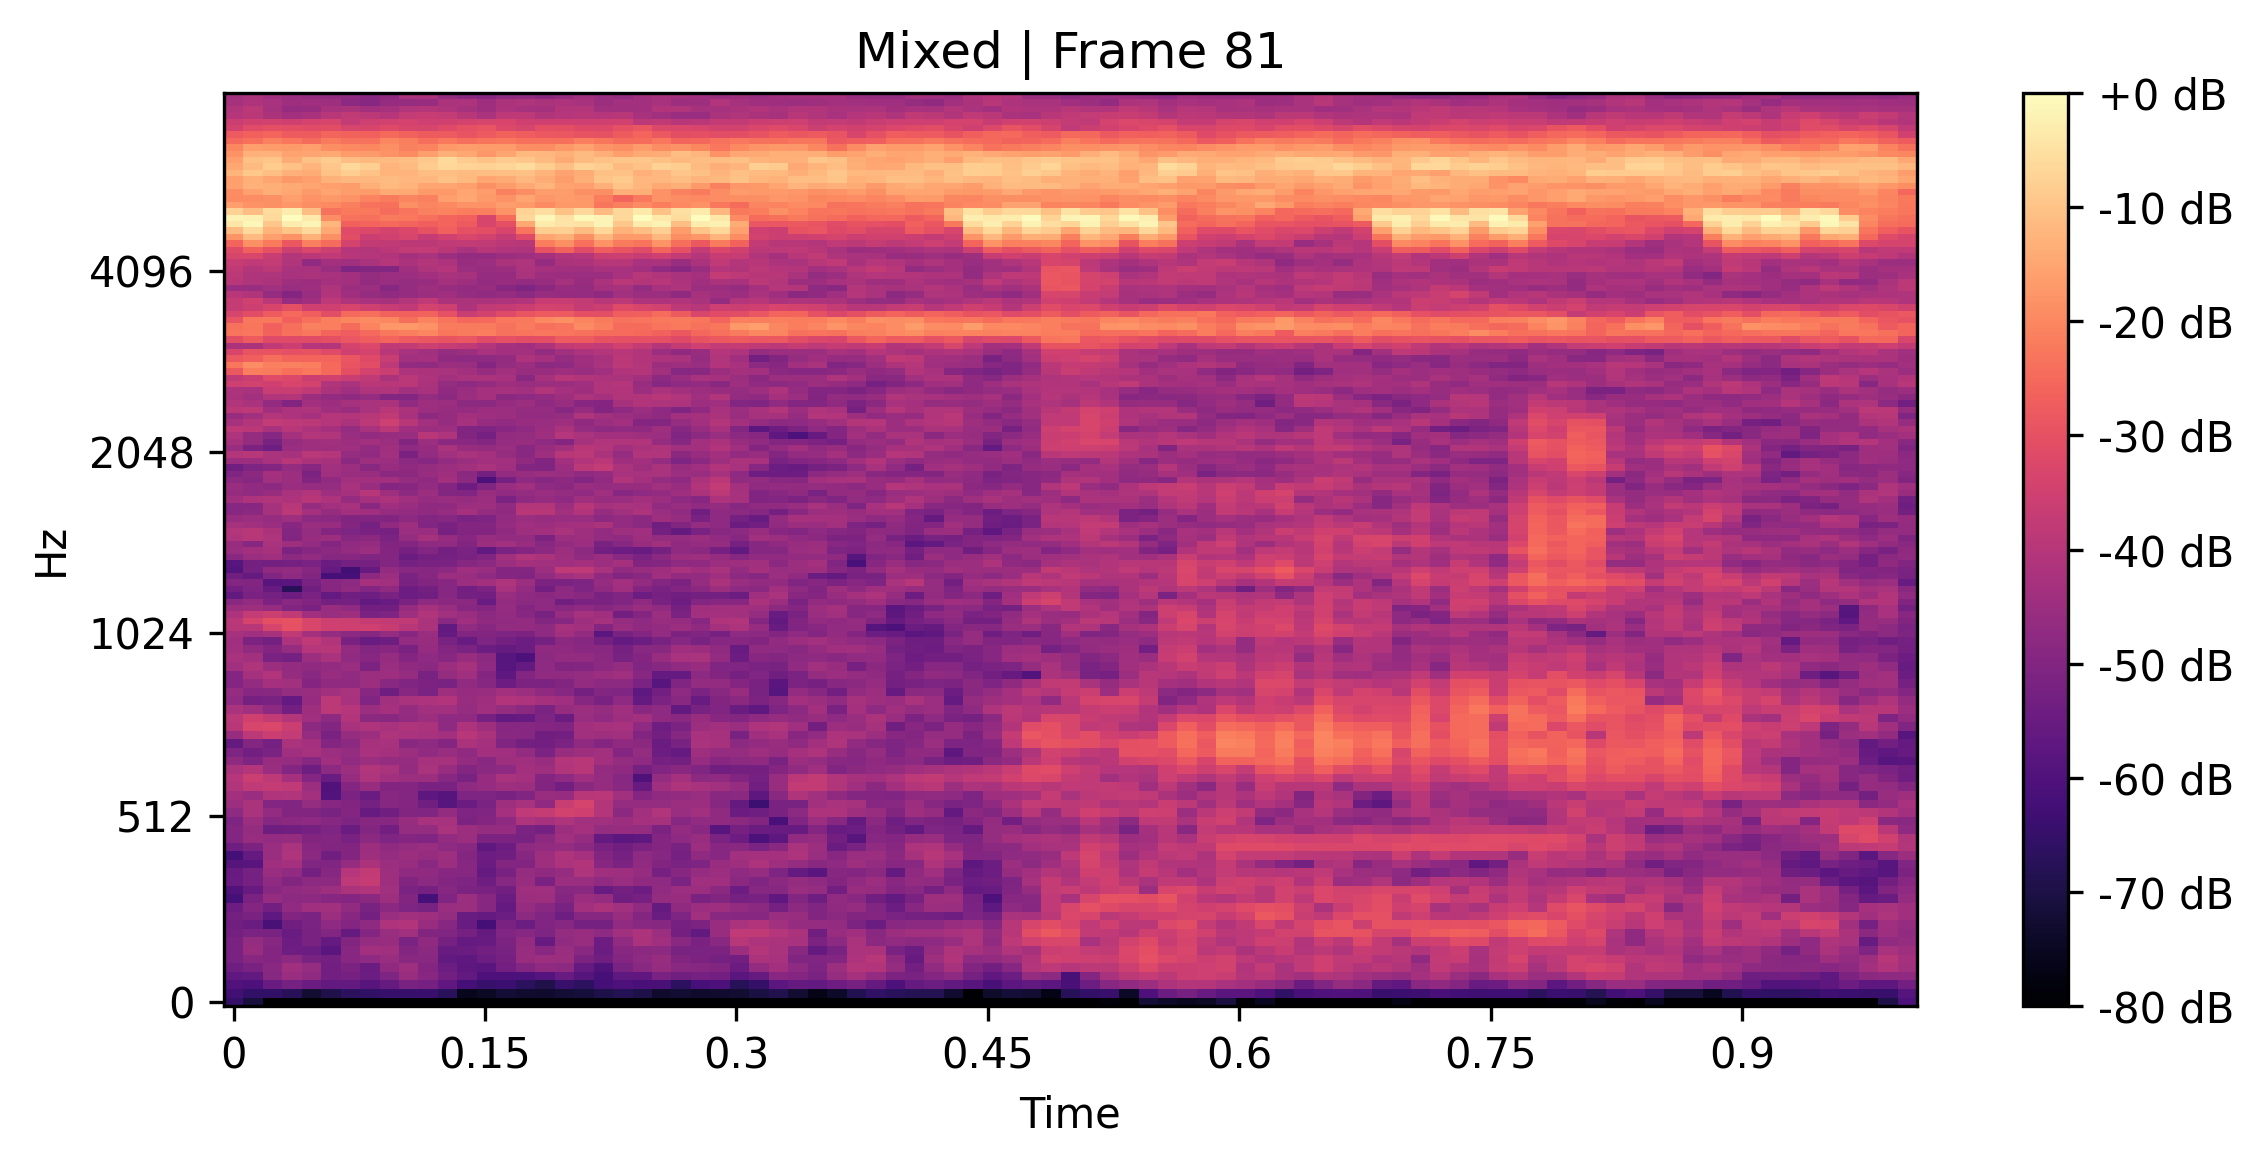 Mixed | Frame 81
Hz
4096
2048
1024
512
0
0 0.15 0.3 0.45 0.6 0.75 0.9
Time
+0 dB
-10 dB
-20 dB
-30 dB
-40 dB
-50 dB
-60 dB
-70 dB
-80 dB